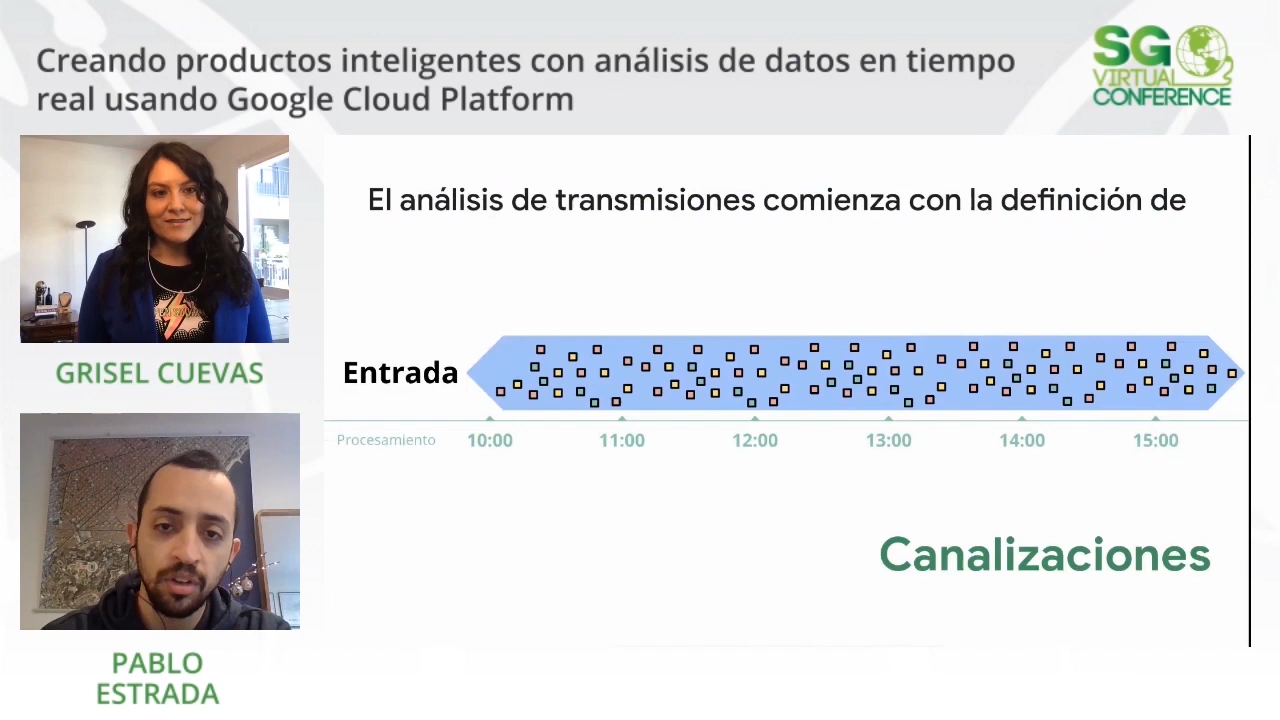 Creando productos inteligentes con análisis de datos en tiempo
real usando Google Cloud Platform
SG
VIRTUAL
CONFERENCE
El análisis de transmisiones comienza con la definición de
GRISEL CUEVAS
Entrada
Procesamiento 10:00 11:00 12:00 13:00 14:00 15:00
Canalizaciones
PABLO
ESTRADA